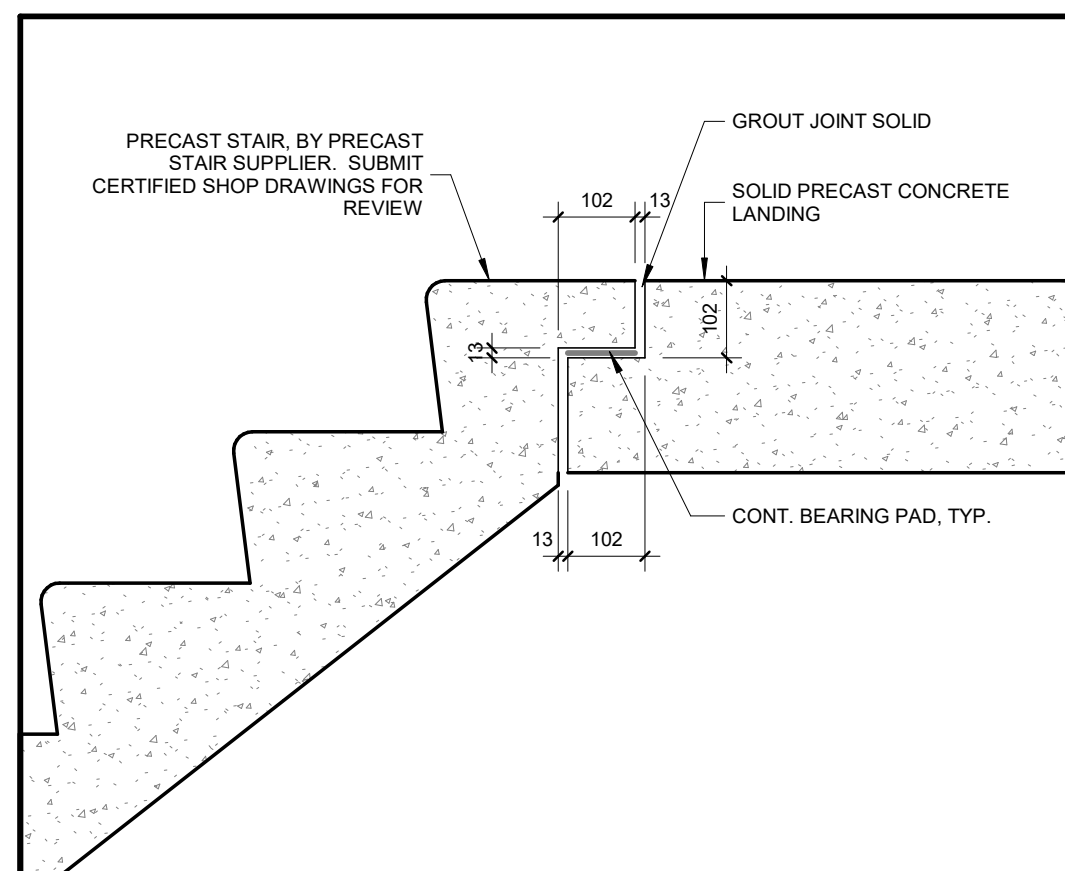 PRECAST STAIR, BY PRECAST
STAIR SUPPLIER. SUBMIT
CERTIFIED SHOP DRAWINGS FOR
REVIEW
GROUT JOINT SOLID
SOLID PRECAST CONCRETE
LANDING
102
13
102
13
CONT. BEARING PAD, TYP.
13
102